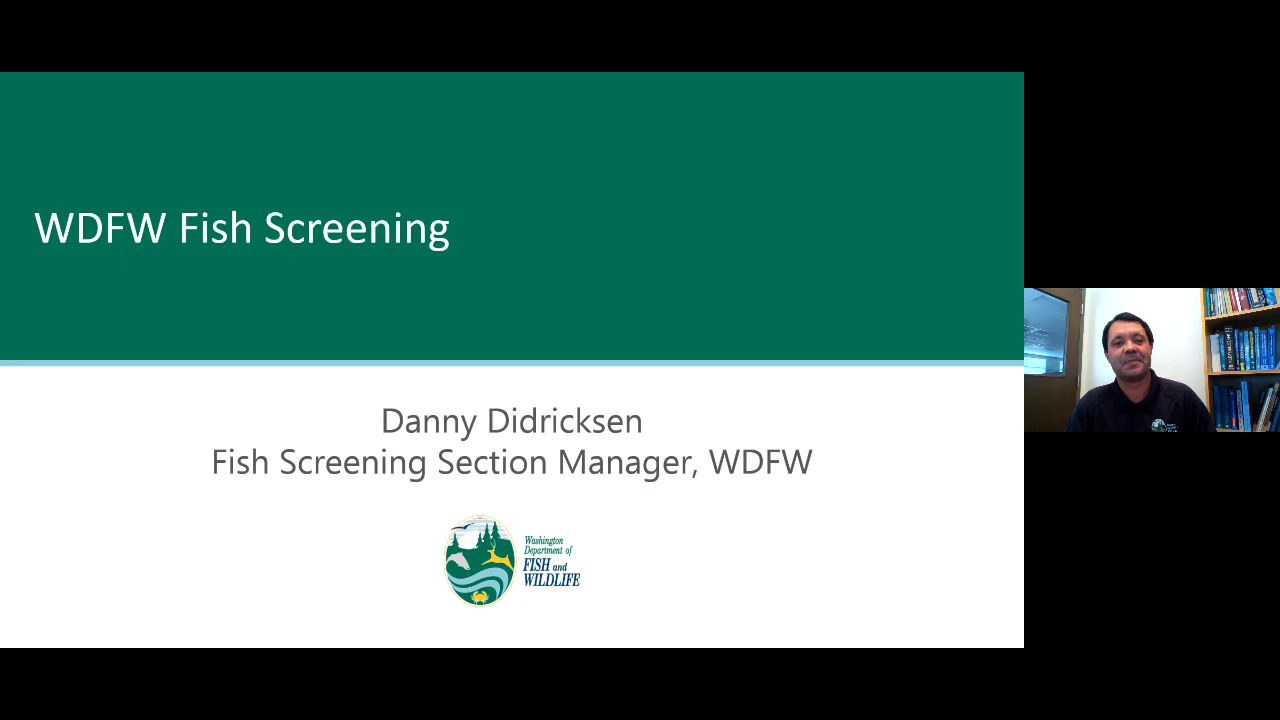 WDFW Fish Screening
Danny Didricksen
Fish Screening Section Manager, WDFW
Washington
Department of
FISH and
WILDLIFE